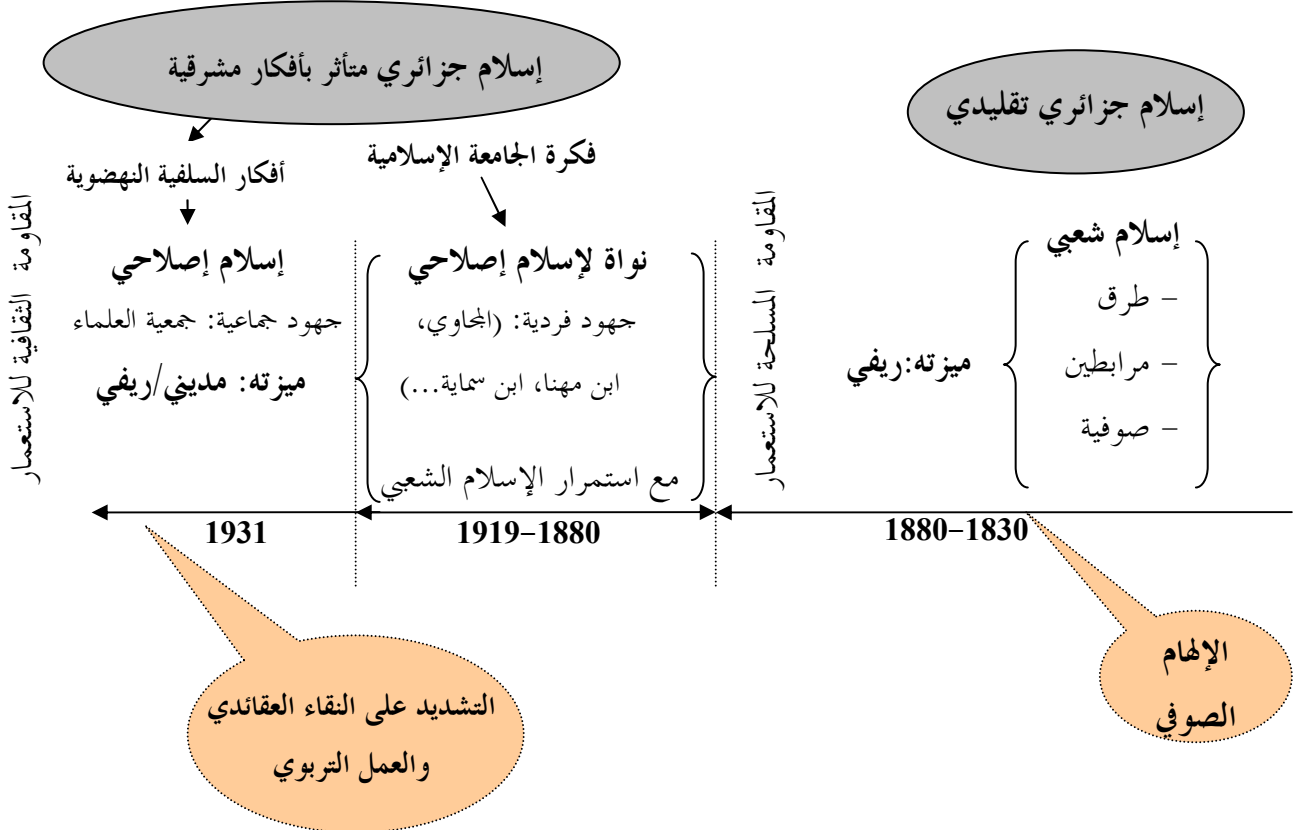 إسلام جزائري تقليدي
إسلام شعبي
– طرق
– مرابطين
– صوفية
ميزته:ريفي
المقاومة المسلحة للاستعمار
1880–1830
الإلهام
الصوفي
إسلام جزائري متأثر بأفكار مشرقية
فكرة الجامعة الإسلامية
نواة لإسلام إصلاحي
جهود فردية: (المجاوي،
ابن مهنا، ابن سماية...)
مع استمرار الإسلام الشعبي
1919–1880
أفكار السلفية النهضوية
إسلام إصلاحي
جهود جماعية: جمعية العلماء
ميزته: مديني/ريفي
المقاومة الثقافية للاستعمار
1931
التشديد على النقاء العقائدي
والعمل التربوي